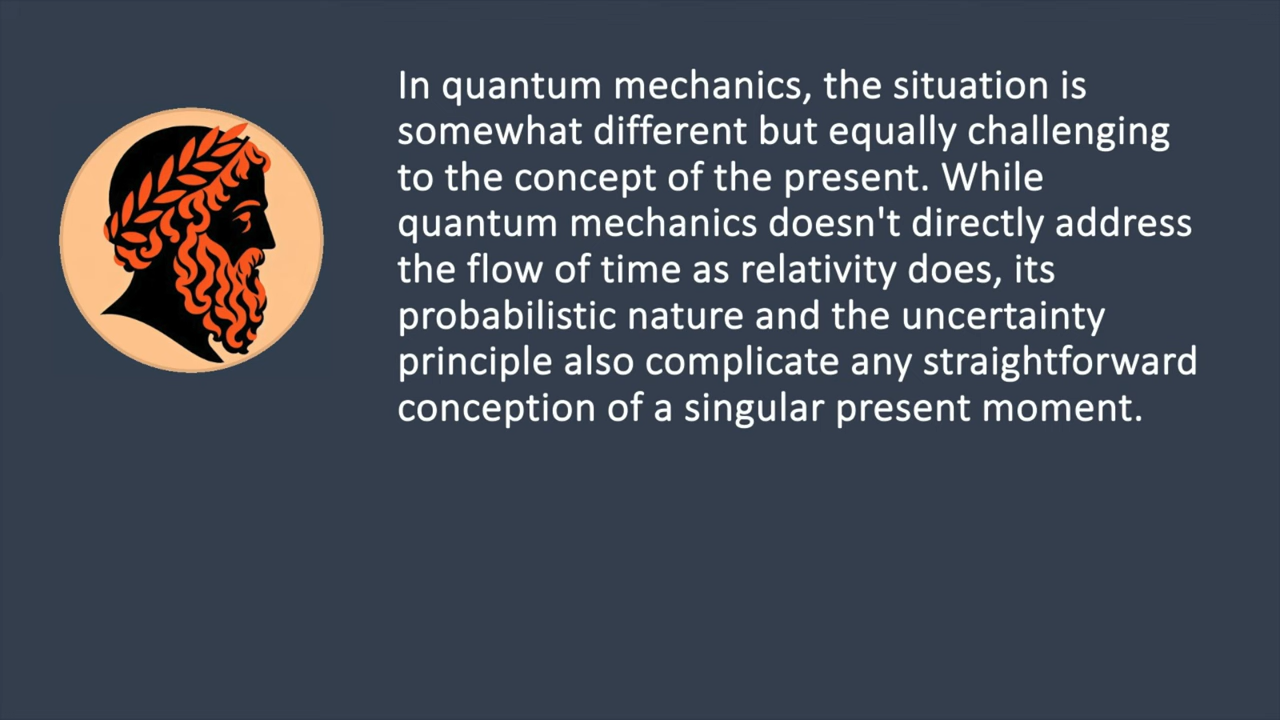 In quantum mechanics, the situation is
somewhat different but equally challenging
to the concept of the present. While
quantum mechanics doesn't directly address
the flow of time as relativity does, its
probabilistic nature and the uncertainty
principle also complicate any straightforward
conception of a singular present moment.